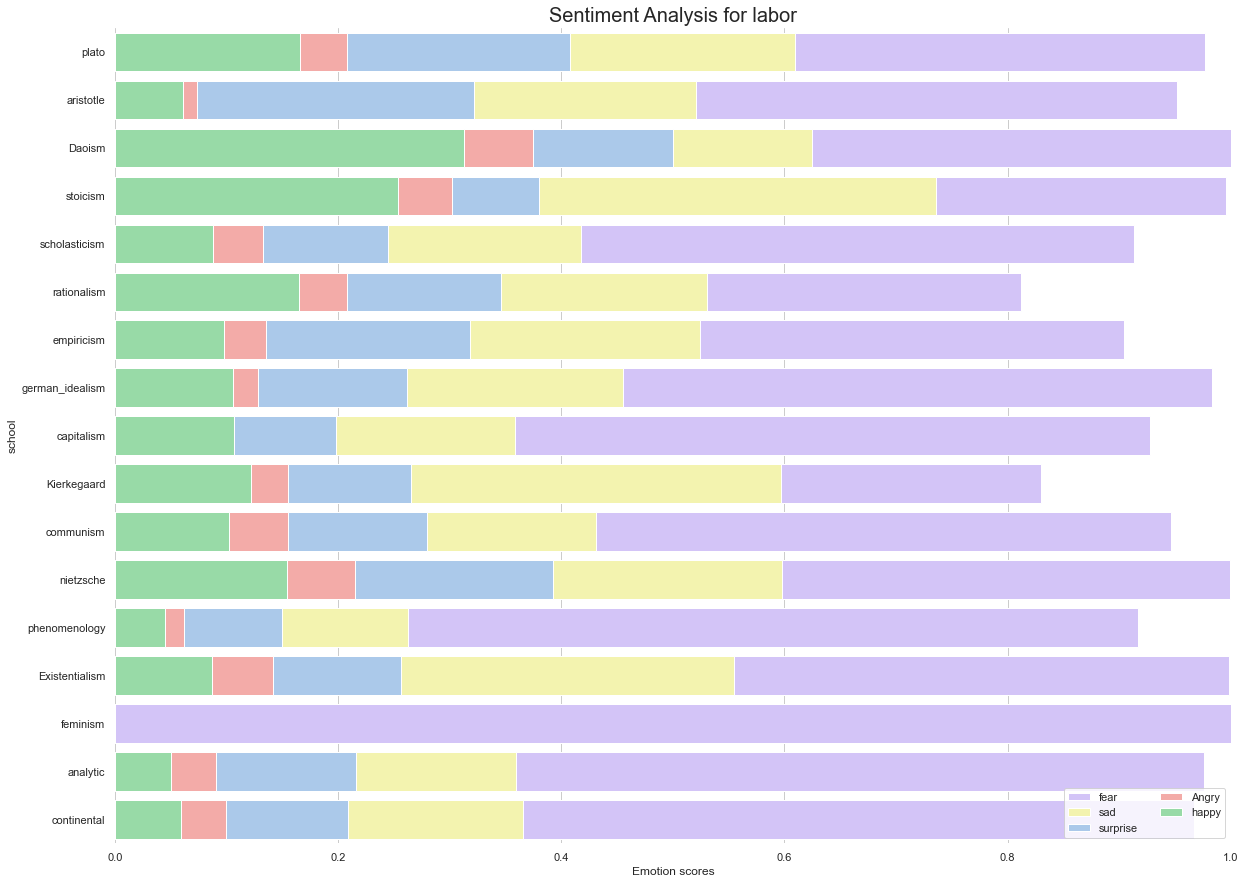 Sentiment Analysis for labor
school
plato
aristotle
Daoism
stoicism
scholasticism
rationalism
empiricism
german_idealism
capitalism
Kierkegaard
communism
nietzsche
phenomenology
Existentialism
feminism
analytic
continental
fear
sad
surprise
Angry
happy
0.0 0.2 0.4 0.6 0.8 1.0
Emotion scores